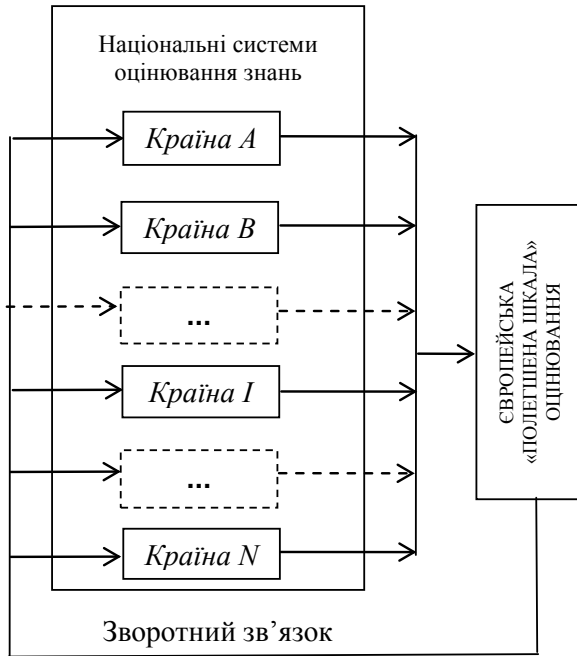 Національні системи
оцінювання знань
Країна A
Країна B
...
Країна I
...
Країна N
ЄВРОПЕЙСЬКА
«ПОЛЕГШЕНА ШКАЛА»
ОЦІНЮВАННЯ
Зворотний зв’язок